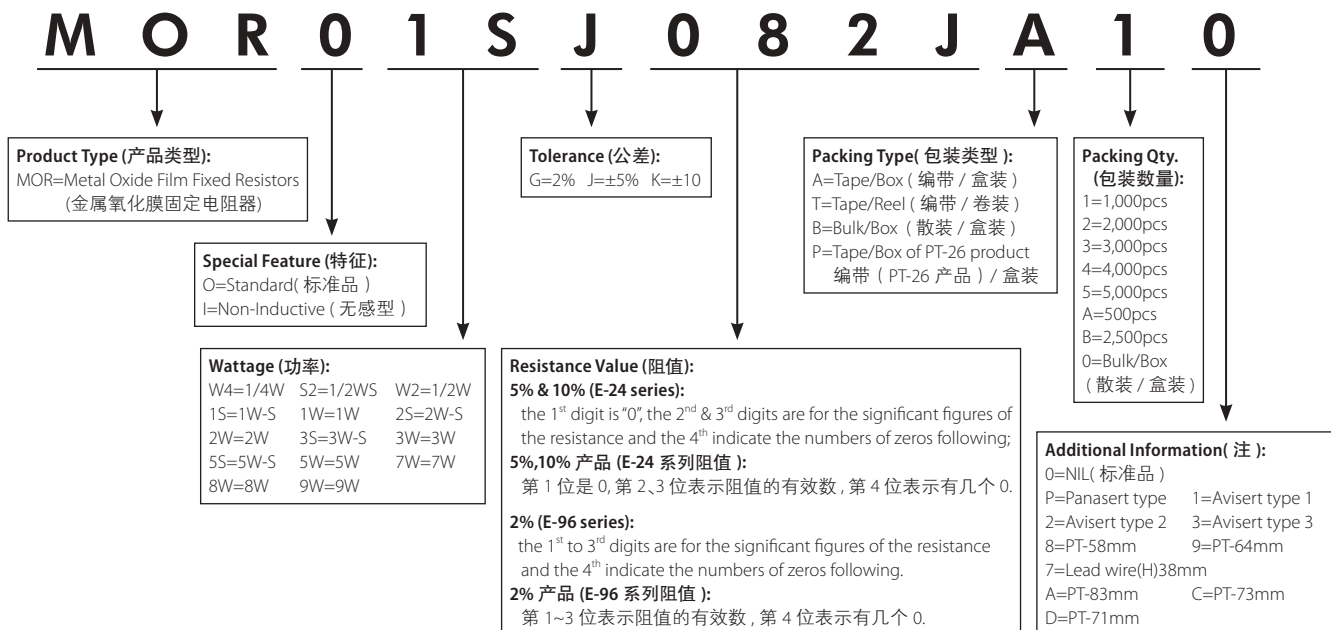 MOR01SJ082JA10
Product Type (产品类型):
MOR=Metal Oxide Film Fixed Resistors
(金属氧化膜固定电阻器)
Special Feature (特征):
O=Standard( 标准品 )
I=Non-Inductive ( 无感型 )
Wattage (功率):
W4=1/4W S2=1/2WS W2=1/2W
1S=1W-S 1W=1W 2S=2W-S
2W=2W 3S=3W-S 3W=3W
5S=5W-S 5W=5W 7W=7W
8W=8W 9W=9W
Tolerance (公差):
G=2% J=±5% K=±10
Resistance Value (阻值):
5% & 10% (E-24 series):
the 1st digit is “0”, the 2nd & 3rd digits are for the significant figures of
the resistance and the 4th indicate the numbers of zeros following;
5%,10% 产品 (E-24 系列阻值 ):
第 1 位是 0, 第 2、3 位表示阻值的有效数 , 第 4 位表示有几个 0.
2% (E-96 series):
the 1st to 3rd digits are for the significant figures of the resistance
and the 4th indicate the numbers of zeros following.
2% 产品 (E-96 系列阻值 ):
第 1~3 位表示阻值的有效数 , 第 4 位表示有几个 0.
Packing Type( 包装类型 ):
A=Tape/Box ( 编带 / 盒装 )
T=Tape/Reel ( 编带 / 卷装 )
B=Bulk/Box ( 散装 / 盒装 )
P=Tape/Box of PT-26 product
编带 ( PT-26 产品 ) / 盒装
Packing Qty.
(包装数量):
1=1,000pcs
2=2,000pcs
3=3,000pcs
4=4,000pcs
5=5,000pcs
A=500pcs
B=2,500pcs
0=Bulk/Box
( 散装 / 盒装 )
Additional Information( 注 ):
0=NIL( 标准品 )
P=Panasert type 1=Avisert type 1
2=Avisert type 2 3=Avisert type 3
8=PT-58mm 9=PT-64mm
7=Lead wire(H)38mm
A=PT-83mm C=PT-73mm
D=PT-71mm